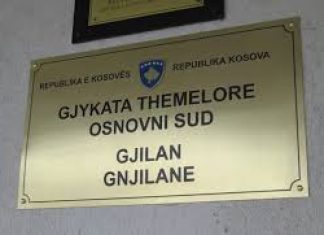 REPUBLIKA E KOSOVËS REPUBLIKA KOSOVA
GJYKATA THEMELORE
OSNOVNI SUD
GJILAN
GNJILANE